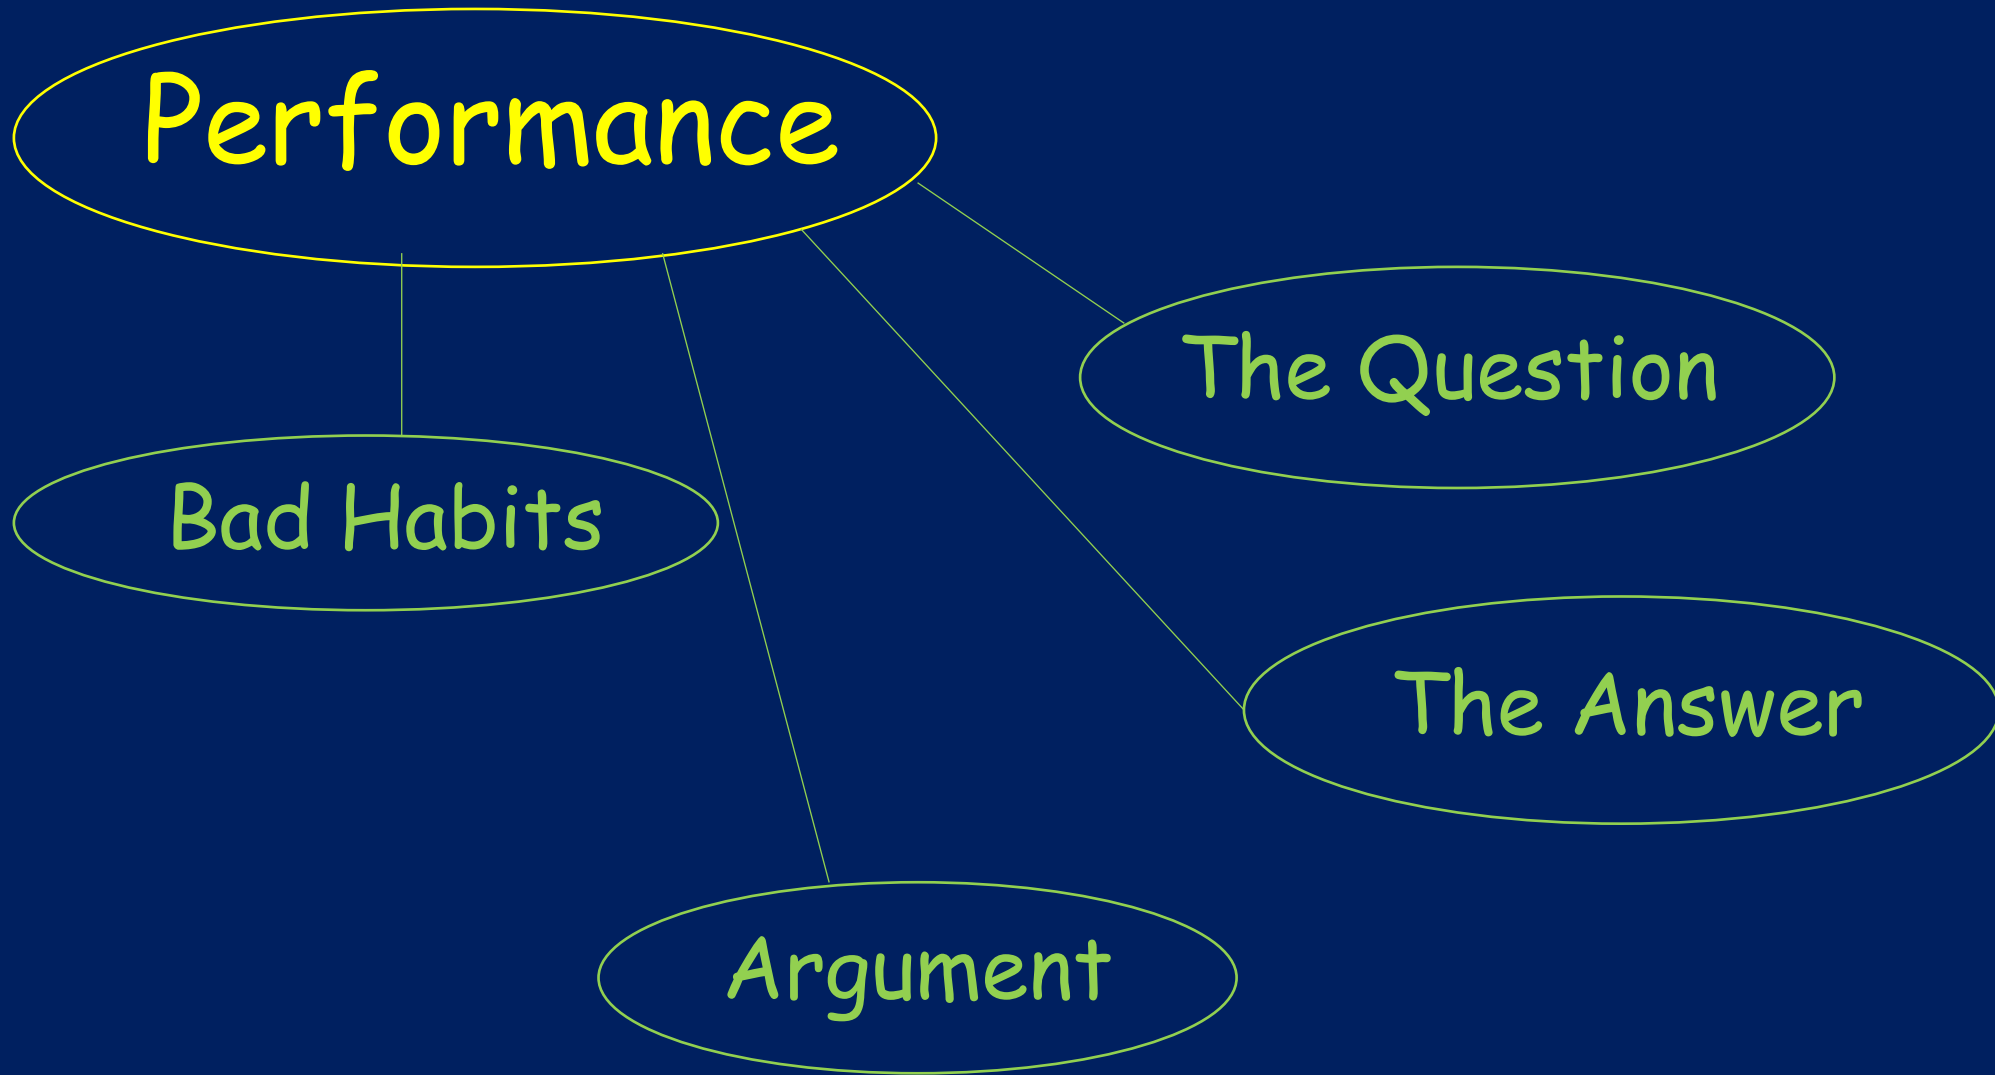 Performance
The Question
Bad Habits
The Answer
Argument